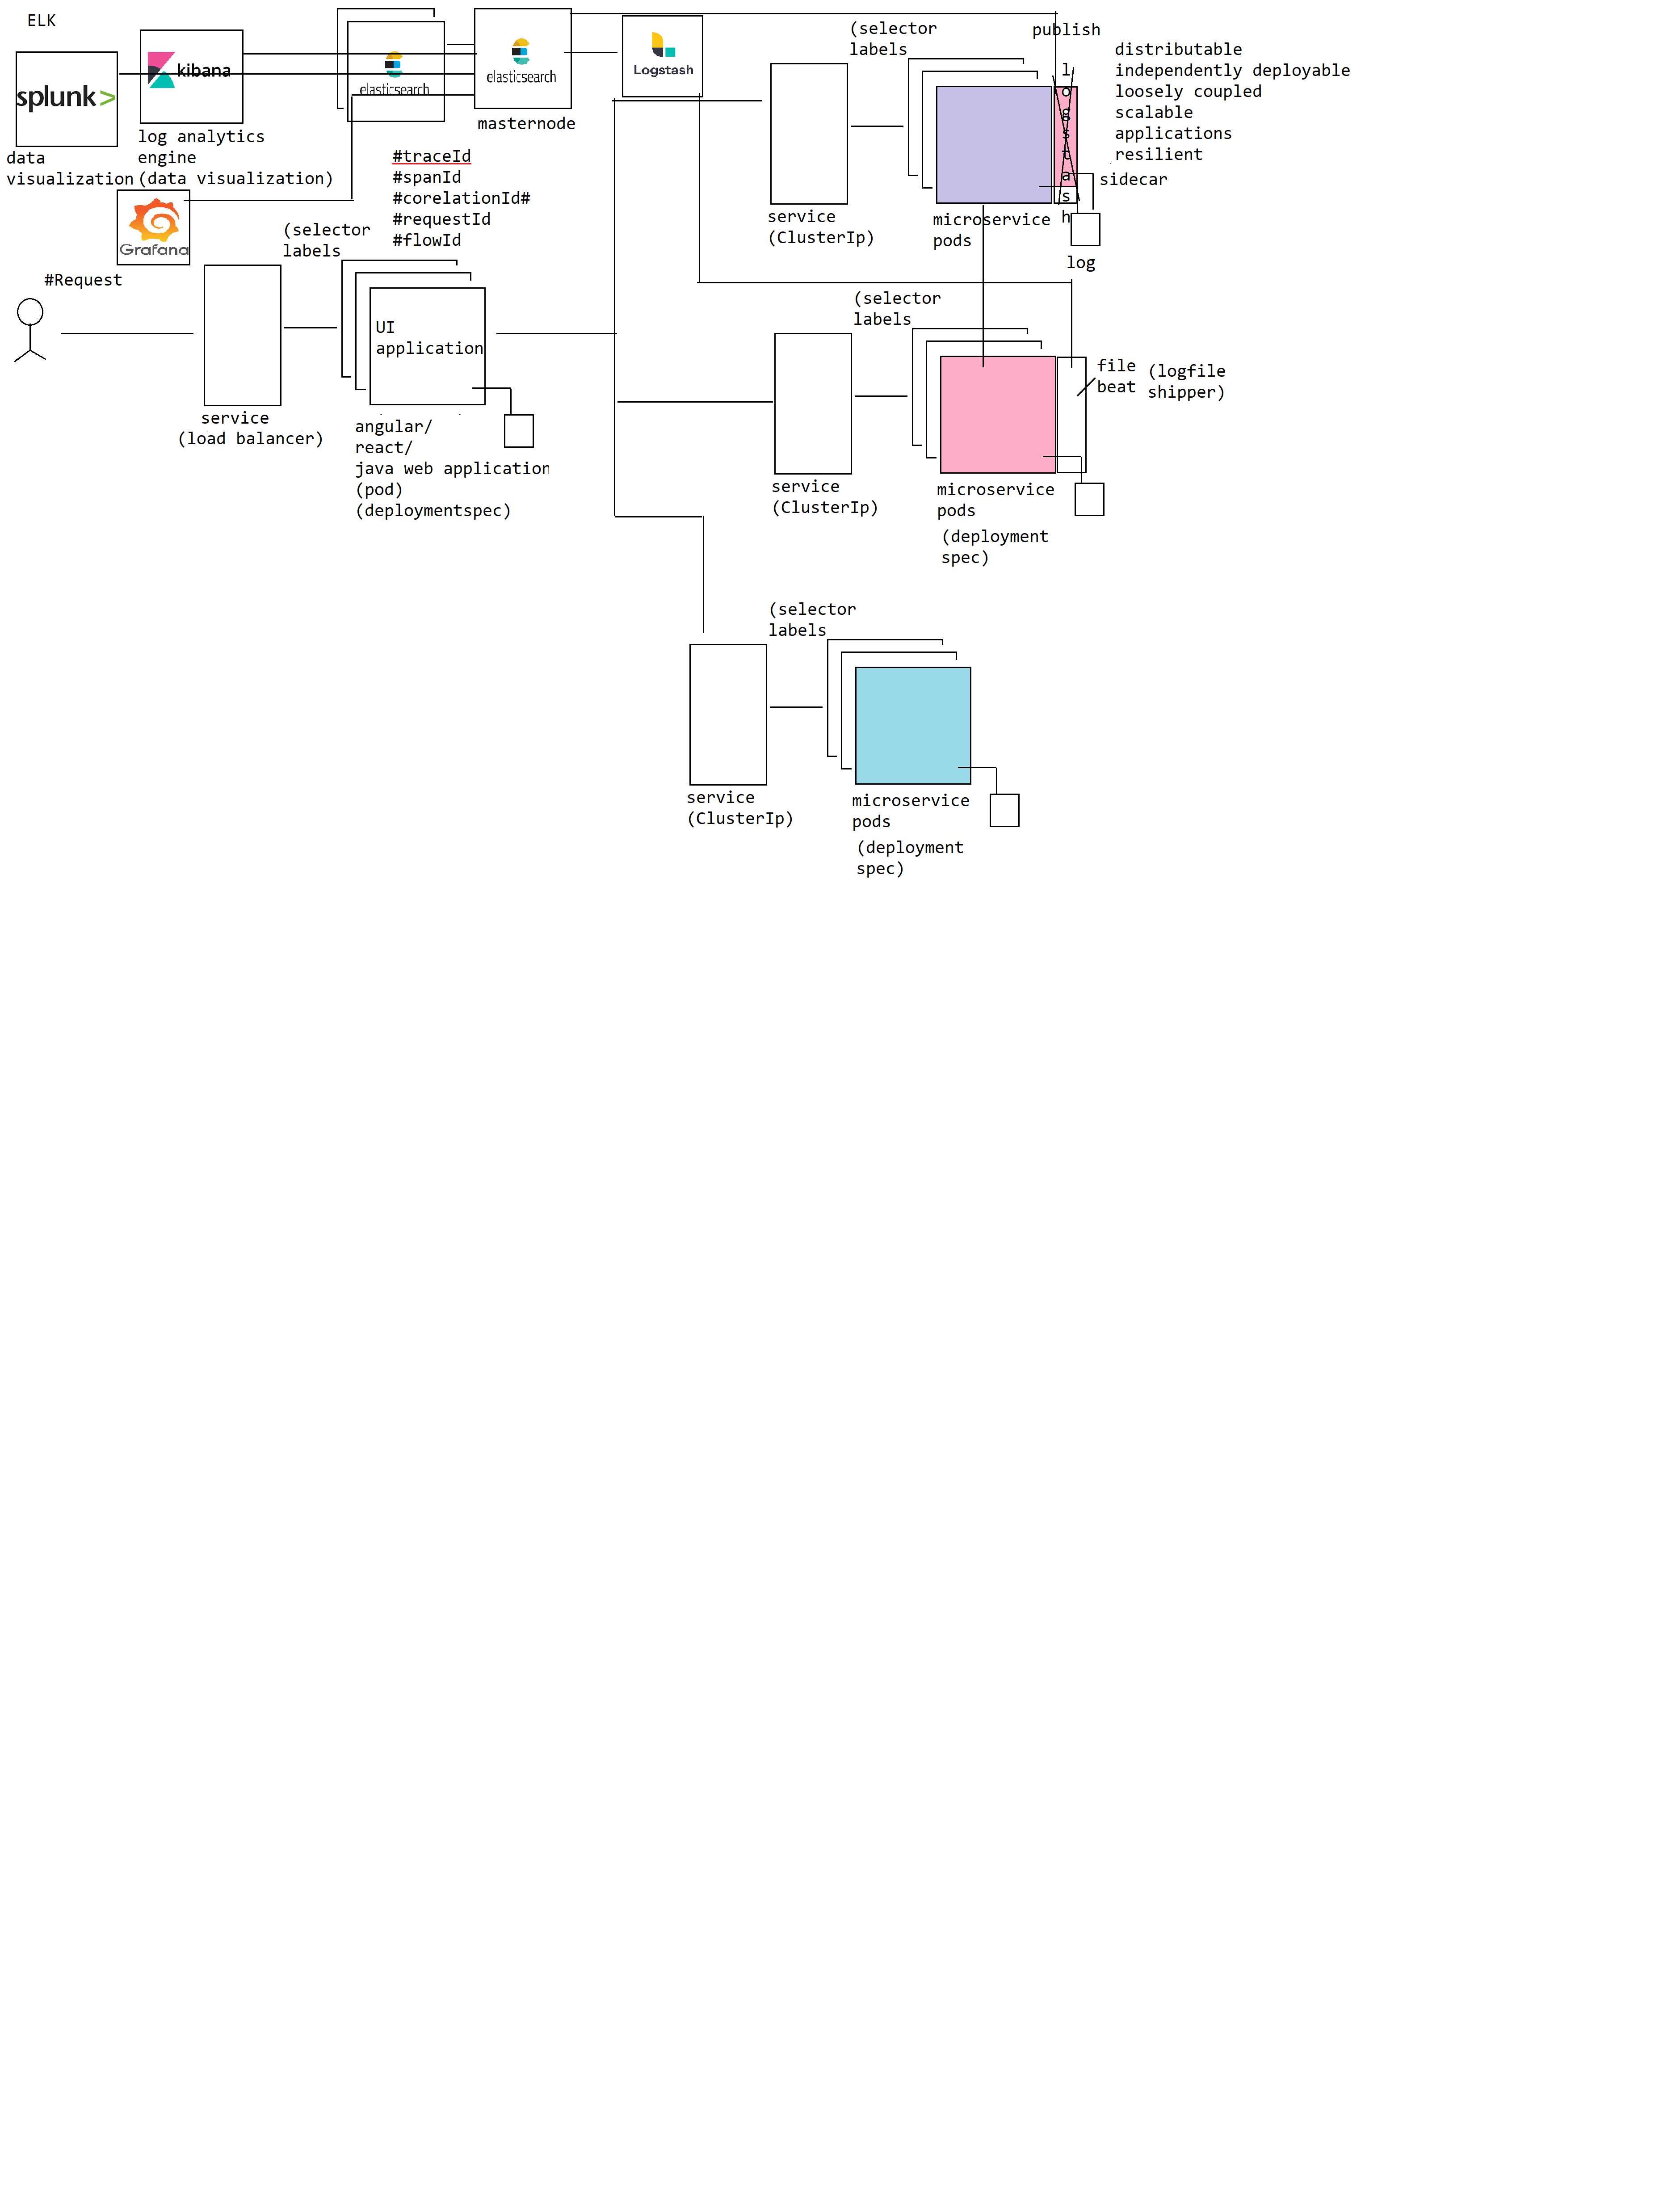 ELK
splunk>
data
visualization
kibana
log analytics
engine
(data visualization)
Grafana
elasticsearch
elasticsearch
masternode
Logstash
#traceId
#spanId
#corelationId#
#requestId
#flowId
#Request
service
(load balancer)
(selector
labels
UI
application
angular/
react/
java web application
(pod)
(deploymentspec)
service
(ClusterIp)
(selector
labels
microservice
pods
publish
l
o
g
s
t
a
s
h
sidecar
log
distributable
independently deployable
loosely coupled
scalable
applications
resilient
service
(ClusterIp)
(selector
labels
microservice
pods
(deployment
spec)
file
beat
(logfile
shipper)
service
(ClusterIp)
(selector
labels
microservice
pods
(deployment
spec)